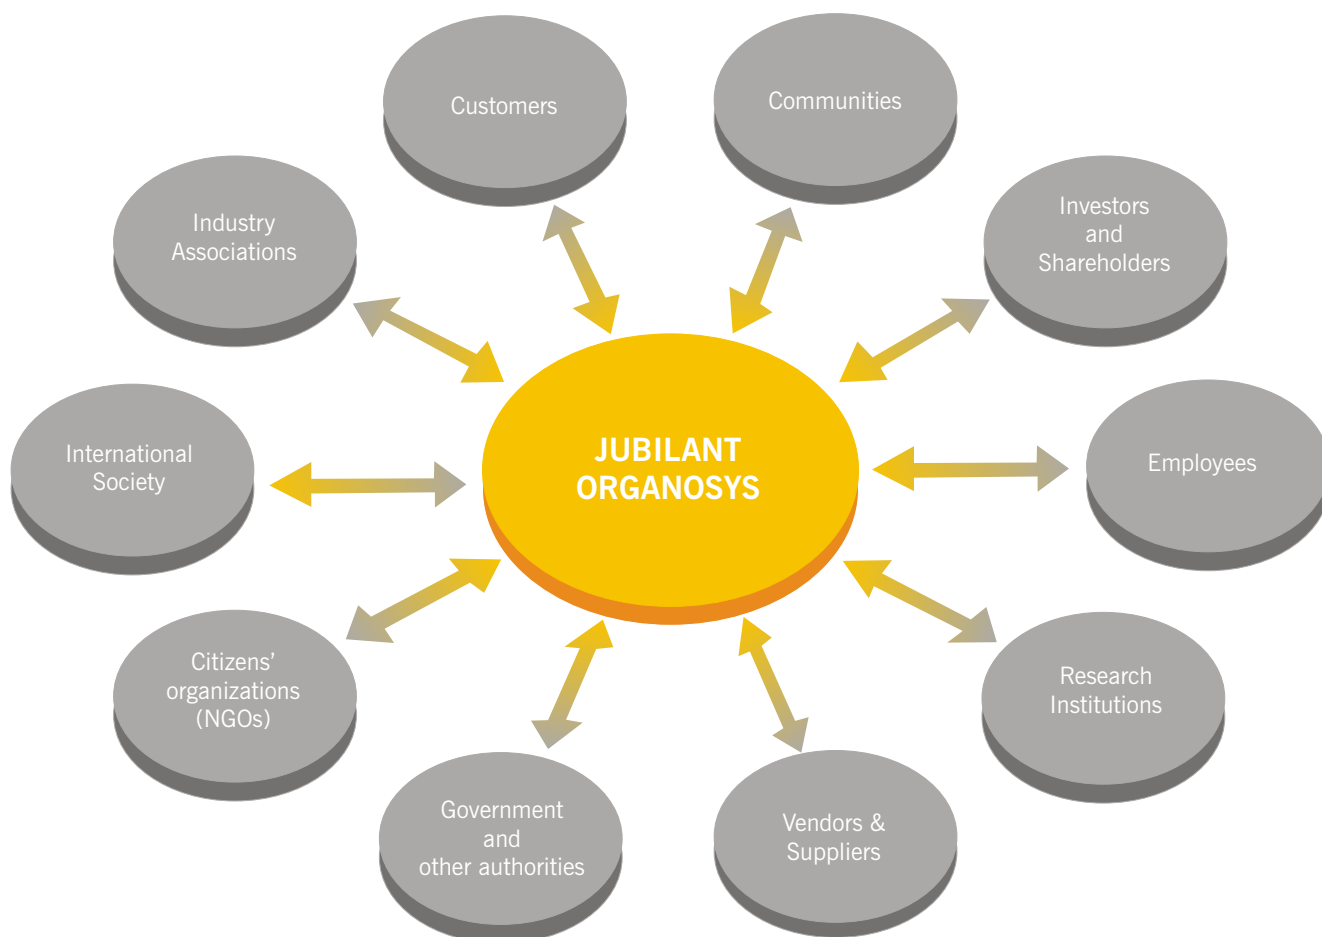 Customers
Communities
Industry
Associations
Investors
and
Shareholders
International
Society
JUBILANT
ORGANOSYS
Employees
Citizens’
organizations
(NGOs)
Research
Institutions
Government
and
other authorities
Vendors &
Suppliers